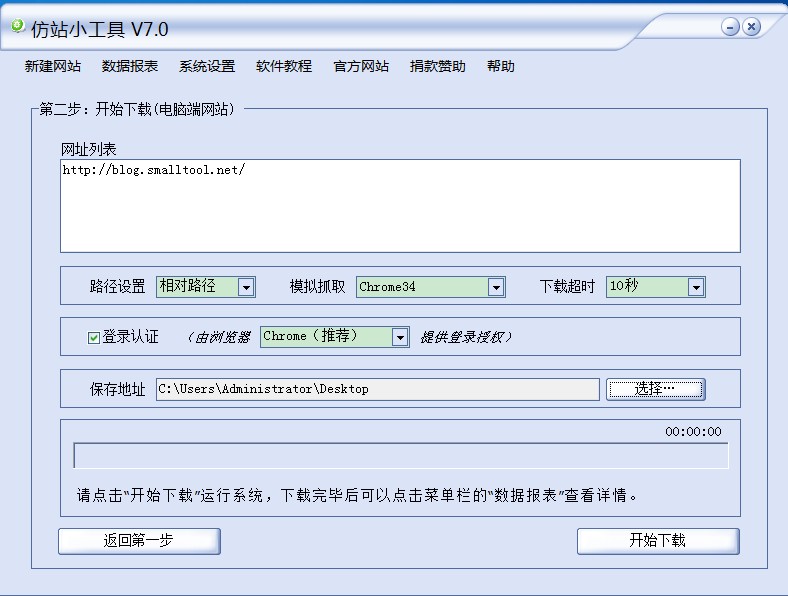 仿站小工具 V7.0
新建网站 数据报表 系统设置 软件教程 官方网站 捐款赞助 帮助
第二步：开始下载(电脑端网站)
网址列表
http://blog.smalltool.net/
路径设置 相对路径 模拟抓取 Chrome34 下载超时 10秒
登录认证 （由浏览器 Chrome（推荐） 提供登录授权）
保存地址 C:\Users\Administrator\Desktop 选择…
00:00:00
请点击“开始下载”运行系统，下载完毕后可以点击菜单栏的“数据报表”查看详情。
返回第一步 开始下载